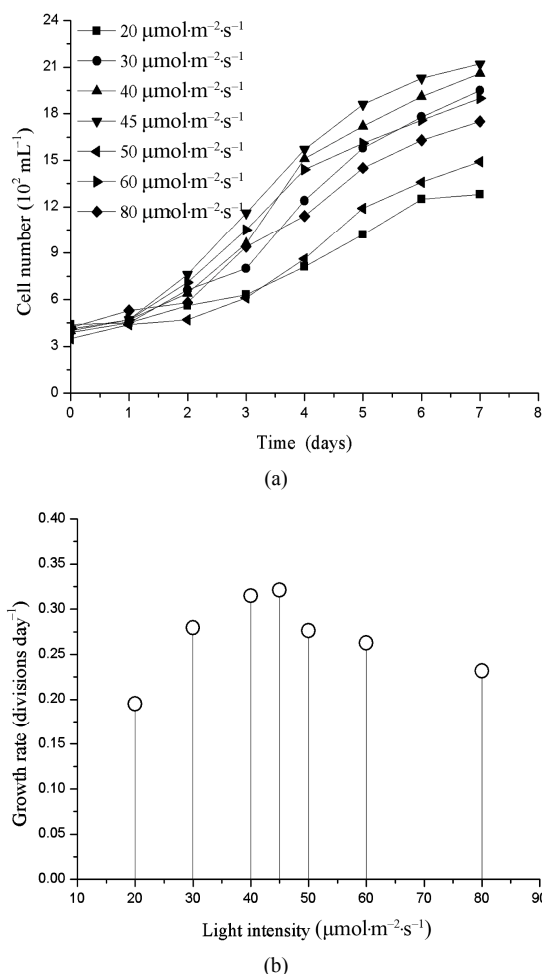 24
21
18
15
12
9
6
3
0
Cell number (10² mL⁻¹)
20 μmol·m⁻²·s⁻¹
30 μmol·m⁻²·s⁻¹
40 μmol·m⁻²·s⁻¹
45 μmol·m⁻²·s⁻¹
50 μmol·m⁻²·s⁻¹
60 μmol·m⁻²·s⁻¹
80 μmol·m⁻²·s⁻¹
0 1 2 3 4 5 6 7 8
Time (days)
(a)
0.40
0.35
0.30
0.25
0.20
0.15
0.10
0.05
0.00
Growth rate (divisions day⁻¹)
10 20 30 40 50 60 70 80 90
Light intensity (μmol·m⁻²·s⁻¹)
(b)